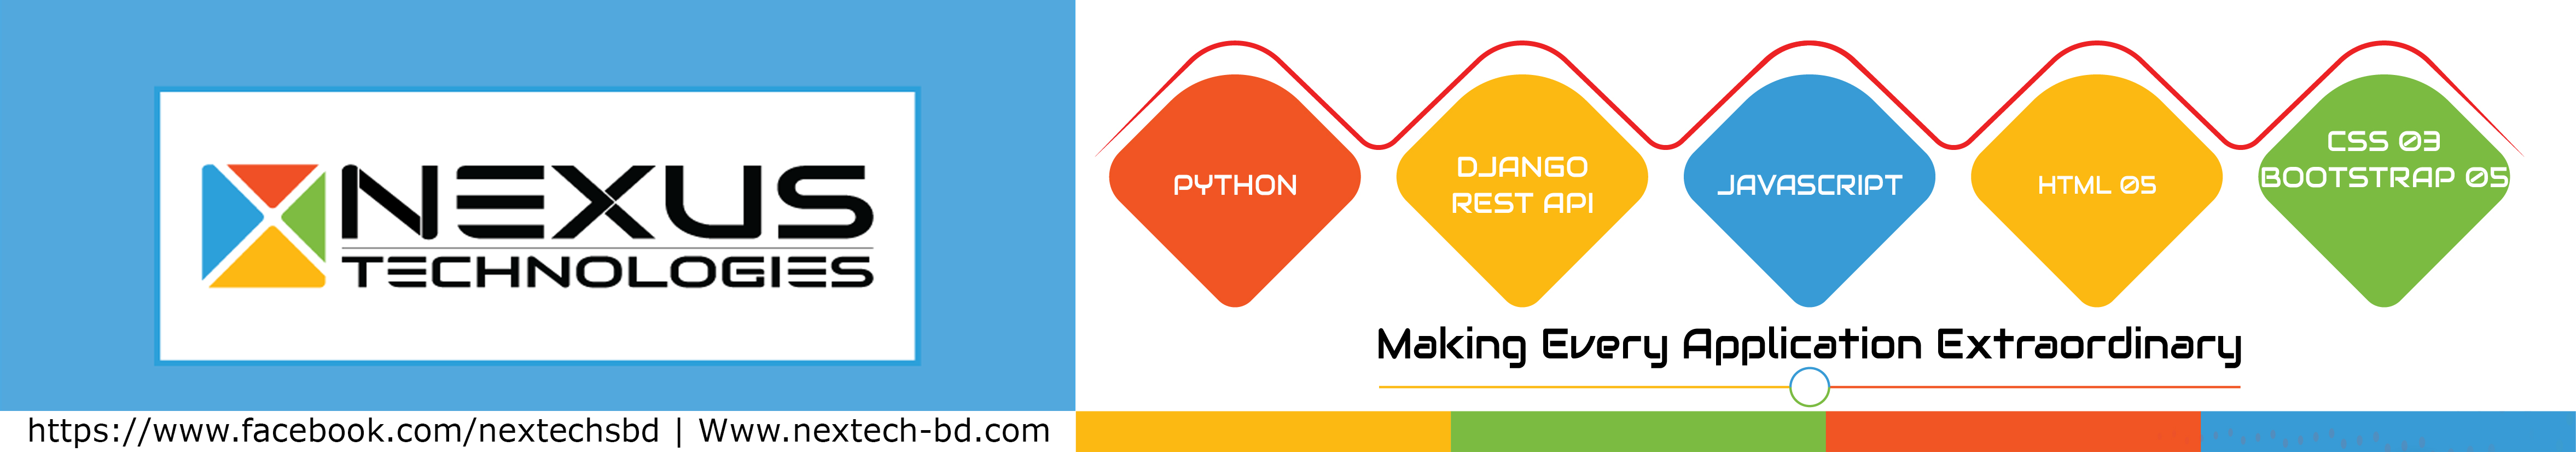 NEXUS
TECHNOLOGIES
https://www.facebook.com/nextechsbd | Www.nextech-bd.com
PYTHON
DJANGO
REST API
JAVASCRIPT
HTML 05
CSS 03
BOOTSTRAP 05
Making Every Application Extraordinary